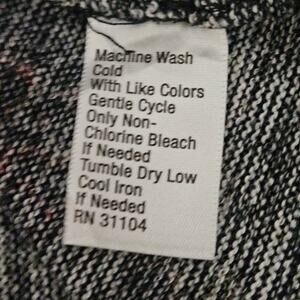 Machine Wash
Cold
With Like Colors
Gentle Cycle
Only Non-
Chlorine Bleach
If Needed
Tumble Dry Low
Cool Iron
If Needed
RN 31104